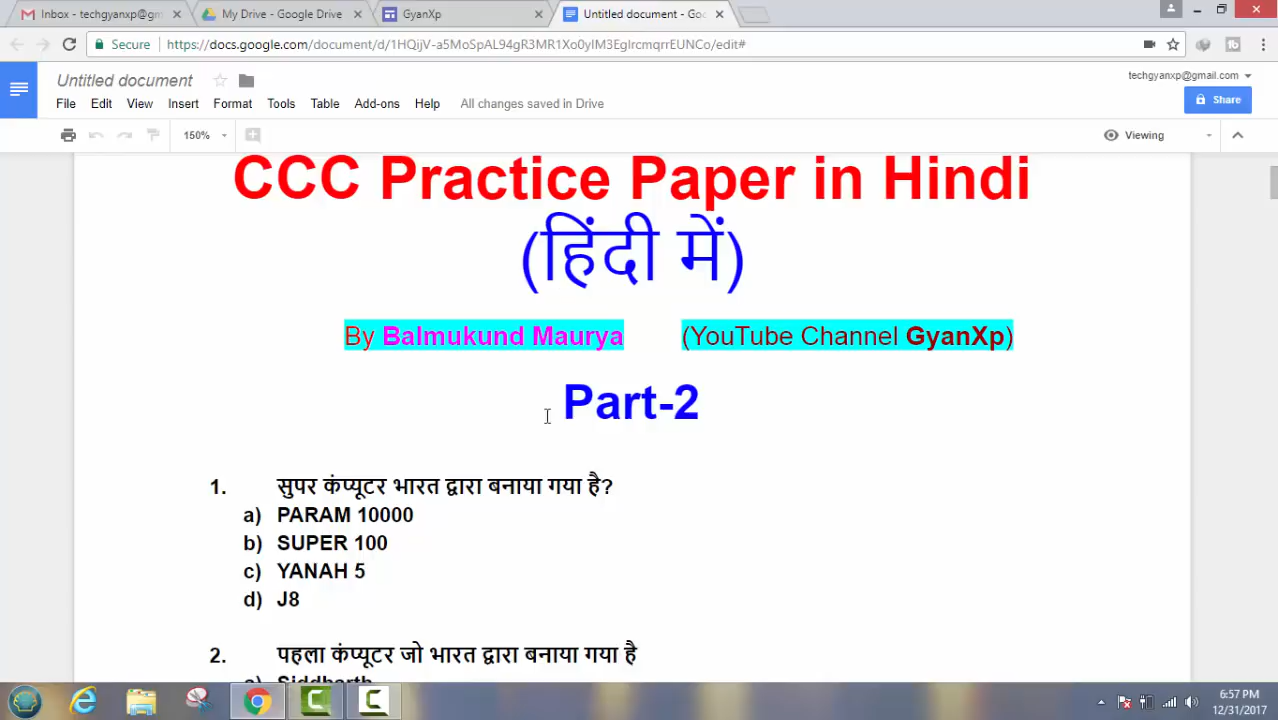 Inbox - techgyanxp@gm
My Drive - Google Drive
GyanXp
Untitled document - Goo
Secure
https://docs.google.com/document/d/1HQijV-a5MoSpAL94gR3MR1Xo0yIM3EgIrcmqrrEUNCo/edit#
Untitled document
techgyanxp@gmail.com
File Edit View Insert Format Tools Table Add-ons Help All changes saved in Drive
Share
150%
Viewing
CCC Practice Paper in Hindi
(हिंदी में)
By Balmukund Maurya (YouTube Channel GyanXp)
Part-2
1. सुपर कंप्यूटर भारत द्वारा बनाया गया है?
a) PARAM 10000
b) SUPER 100
c) YANAH 5
d) J8
2. पहला कंप्यूटर जो भारत द्वारा बनाया गया है
a) Siddharth
6:57 PM
12/31/2017